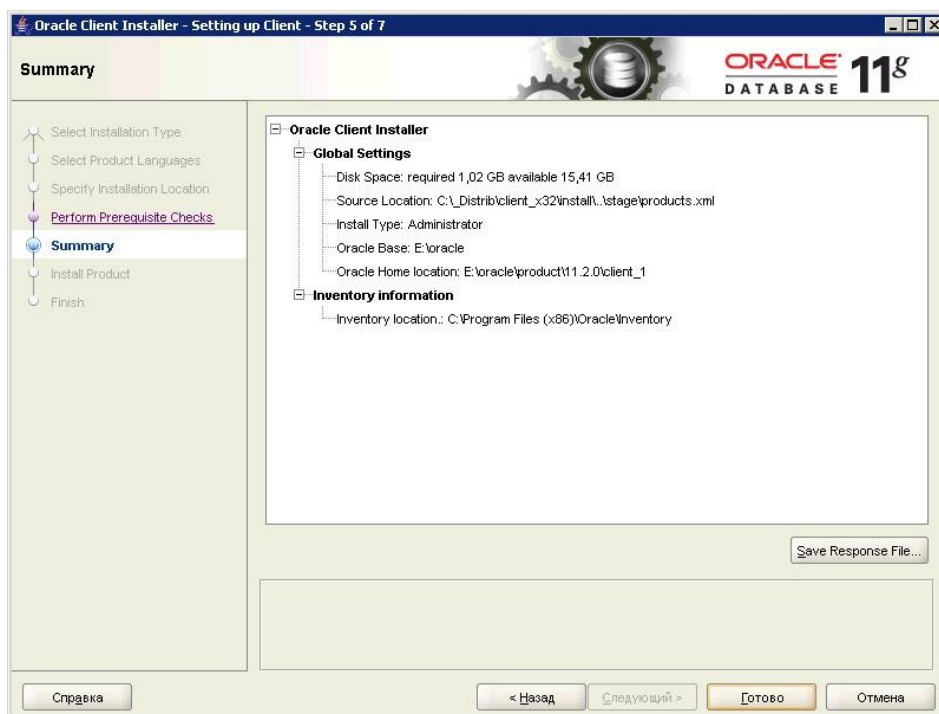 Oracle Client Installer - Setting up Client - Step 5 of 7
Summary
ORACLE
DATABASE
11g
Select Installation Type
Select Product Languages
Specify Installation Location
Perform Prerequisite Checks
Summary
Install Product
Finish
Oracle Client Installer
Global Settings
Disk Space: required 1,02 GB available 15,41 GB
Source Location: C:\_Distrib\client_x32\install\..\stage\products.xml
Install Type: Administrator
Oracle Base: E:\oracle
Oracle Home location: E:\oracle\product\11.2.0\client_1
Inventory information
Inventory location.: C:\Program Files (x86)\Oracle\Inventory
Save Response File...
Справка
< Назад
Следующий >
Готово
Отмена